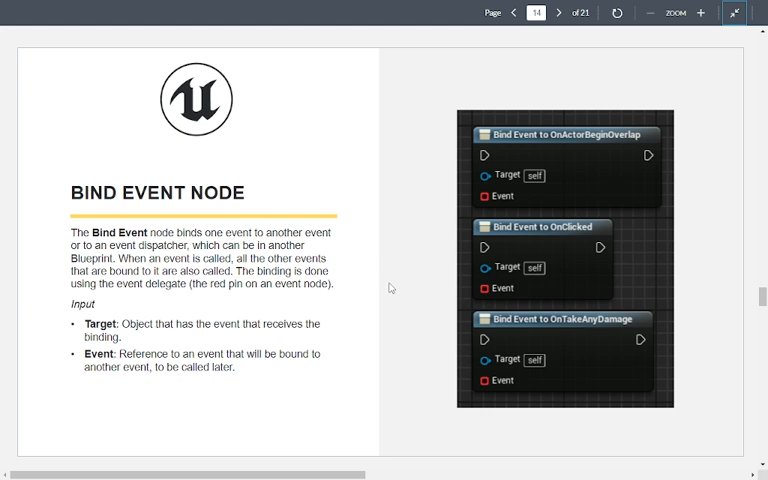 Page 14 of 21 ZOOM
BIND EVENT NODE
The Bind Event node binds one event to another event
or to an event dispatcher, which can be in another
Blueprint. When an event is called, all the other events
that are bound to it are also called. The binding is done
using the event delegate (the red pin on an event node).
Input
• Target: Object that has the event that receives the
binding.
• Event: Reference to an event that will be bound to
another event, to be called later.
Bind Event to OnActorBeginOverlap
Target self
Event
Bind Event to OnClicked
Target self
Event
Bind Event to OnTakeAnyDamage
Target self
Event